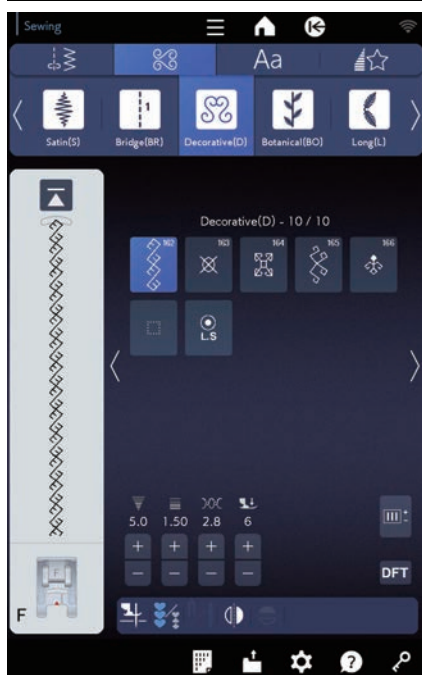 Sewing
Aa
1
Satin(S) Bridge(BR) Decorative(D) Botanical(BO) Long(L)
Decorative(D) - 10 / 10
162 163 164 165 166
L.S
5.0 1.50 2.8 6
+ + + +
- - - -
DFT
F
F
?